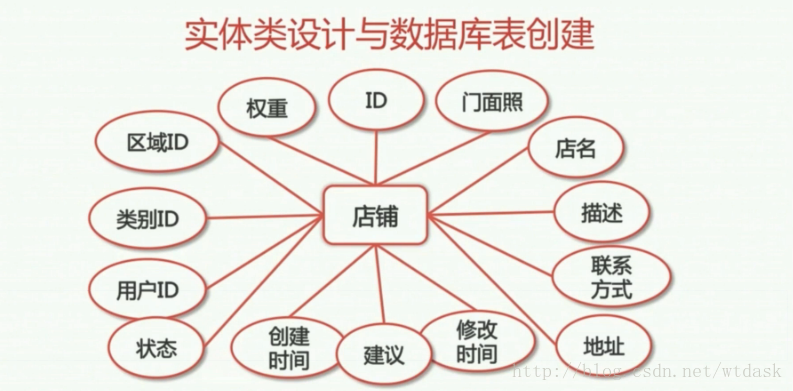 实体类设计与数据库表创建
权重
ID
门面照
区域ID
店名
类别ID
店铺
描述
用户ID
联系
方式
状态
创建
时间
建议
修改
时间
地址
http://blog.csdn.net/wtdask